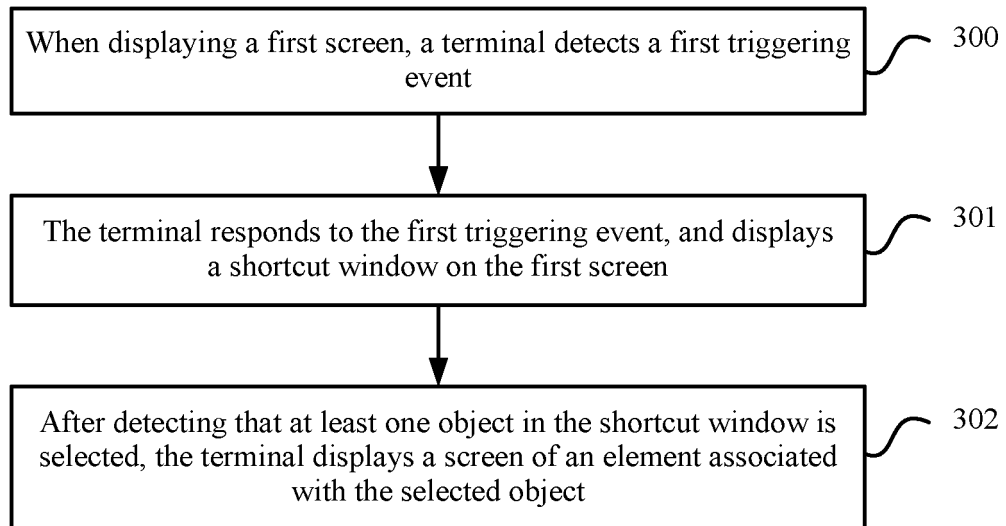 When displaying a first screen, a terminal detects a first triggering
event
300
The terminal responds to the first triggering event, and displays
a shortcut window on the first screen
301
After detecting that at least one object in the shortcut window is
selected, the terminal displays a screen of an element associated
with the selected object
302